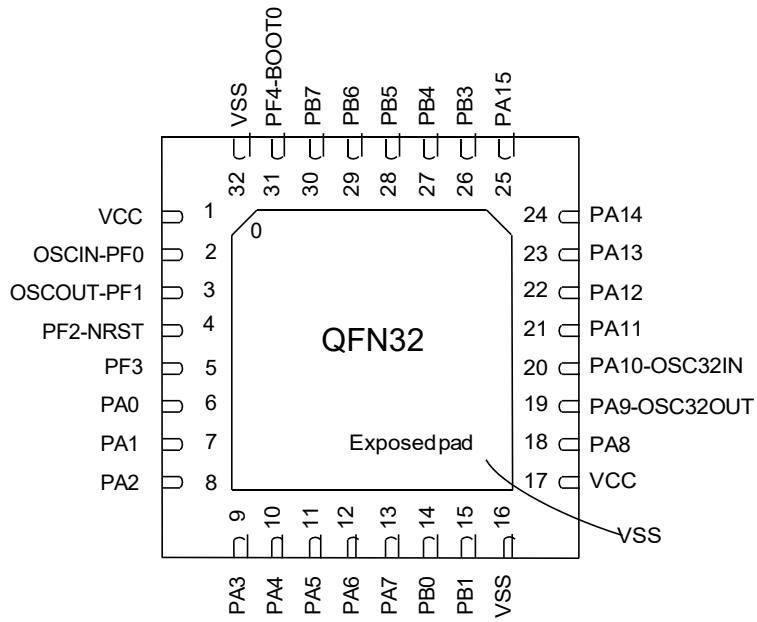 VSS
PF4-BOOT0
PB7
PB6
PB5
PB4
PB3
PA15
32
31
30
29
28
27
26
25
VCC 1
OSCIN-PF0 2
OSCOUT-PF1 3
PF2-NRST 4
PF3 5
PA0 6
PA1 7
PA2 8
0
QFN32
Exposed pad
24 PA14
23 PA13
22 PA12
21 PA11
20 PA10-OSC32IN
19 PA9-OSC32OUT
18 PA8
17 VCC
VSS
9
10
11
12
13
14
15
16
PA3
PA4
PA5
PA6
PA7
PB0
PB1
VSS